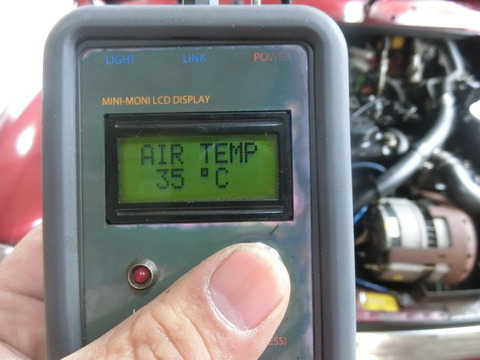 LIGHT LINK POWER
MINI-MONI LCD DISPLAY
AIR TEMP
35 °C